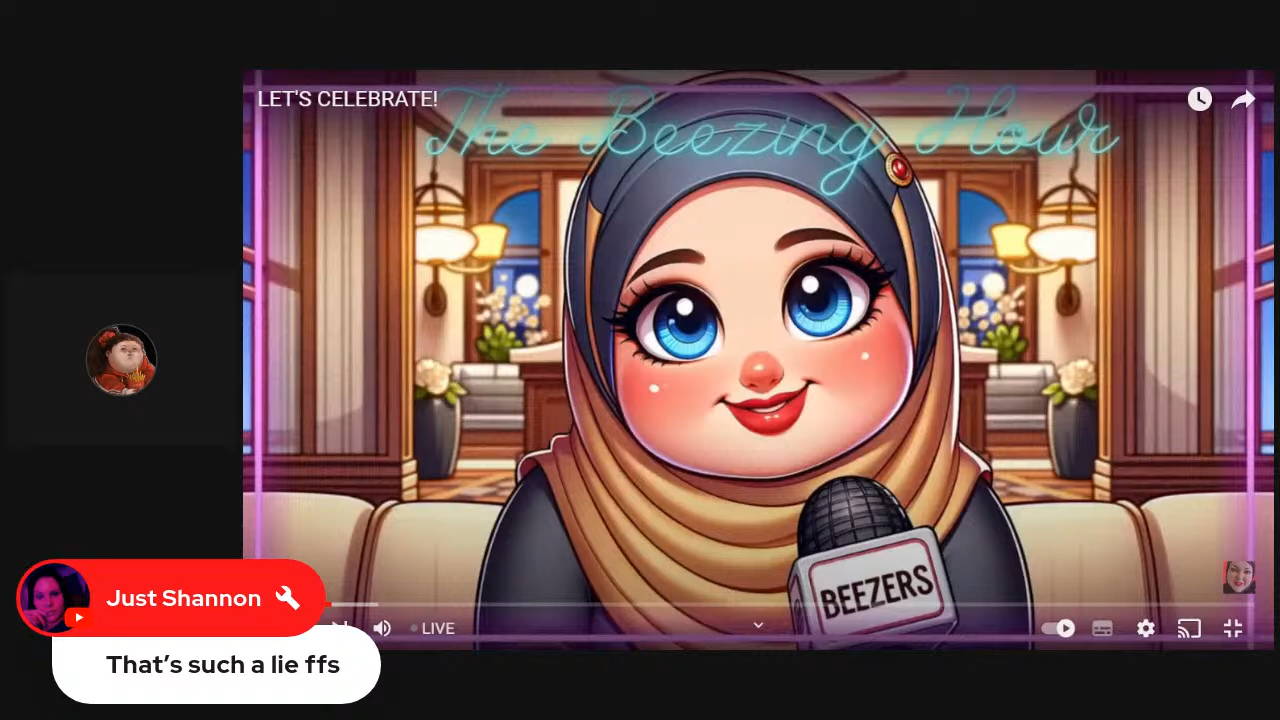 LET'S CELEBRATE!
The Beezing Hour
BEEZERS
Just Shannon
LIVE
That's such a lie ffs